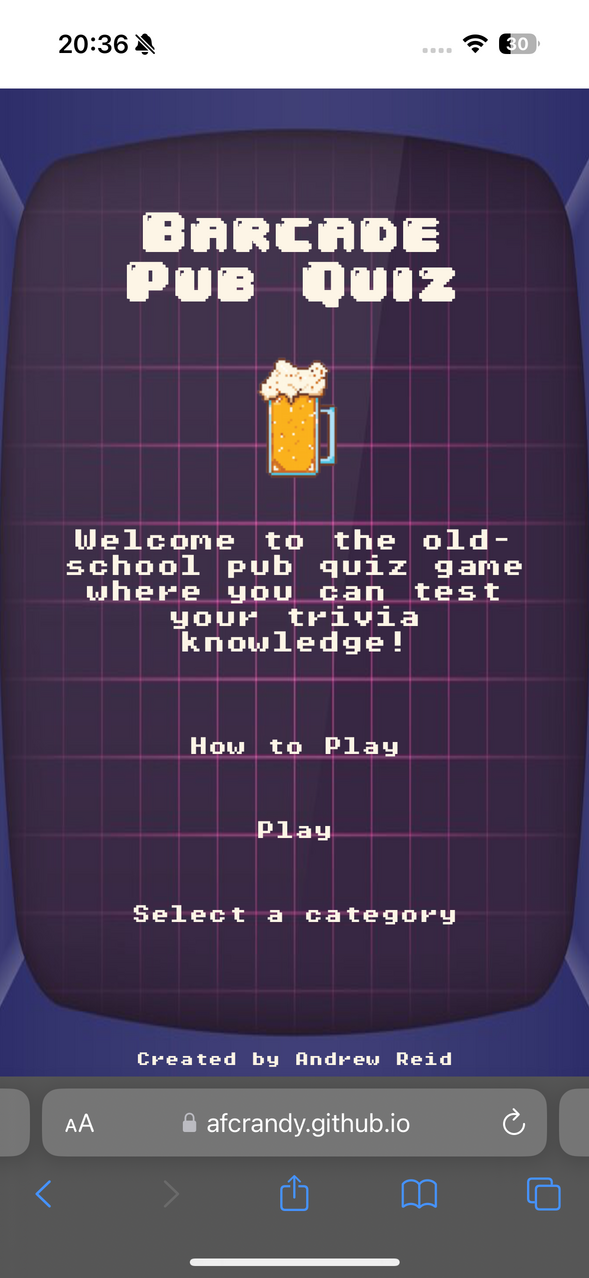 20:36
30
Barcade
Pub Quiz
Welcome to the old-
school pub quiz game
where you can test
your trivia
knowledge!
How to Play
Play
Select a category
Created by Andrew Reid
AA
afcrandy.github.io